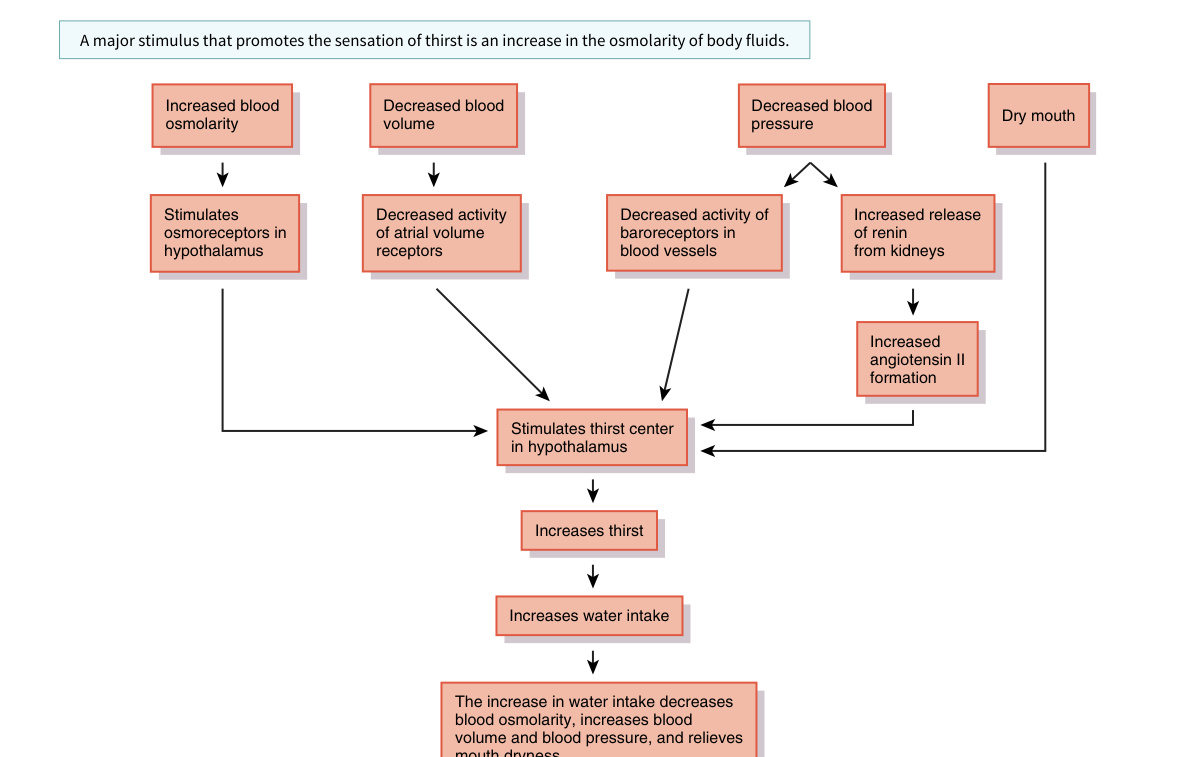 A major stimulus that promotes the sensation of thirst is an increase in the osmolarity of body fluids.
Increased blood
osmolarity
Decreased blood
volume
Decreased blood
pressure
Dry mouth
Stimulates
osmoreceptors in
hypothalamus
Decreased activity
of atrial volume
receptors
Decreased activity of
baroreceptors in
blood vessels
Increased release
of renin
from kidneys
Increased
angiotensin II
formation
Stimulates thirst center
in hypothalamus
Increases thirst
Increases water intake
The increase in water intake decreases
blood osmolarity, increases blood
volume and blood pressure, and relieves
mouth dryness